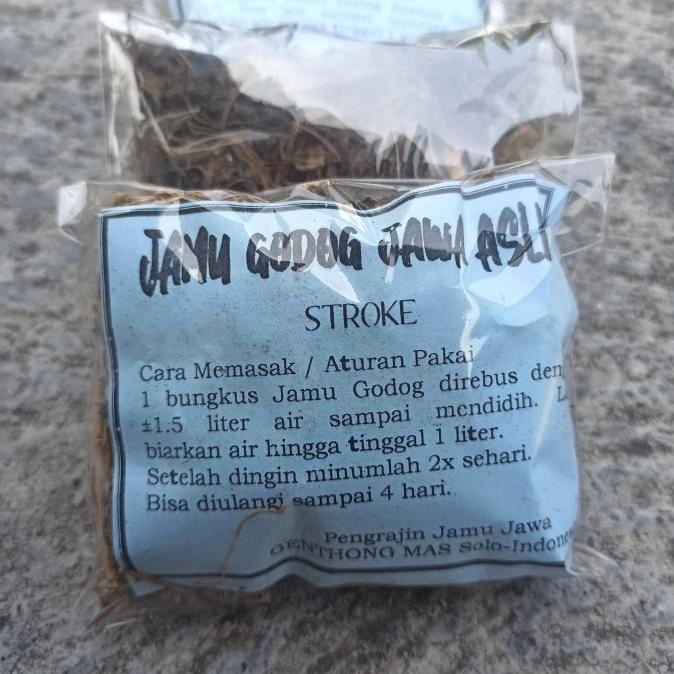 JAMU GODOG JAWA ASLI
STROKE
Cara Memasak / Aturan Pakai
1 bungkus Jamu Godog direbus
±1.5 liter air sampai mendidih.
biarkan air hingga tinggal 1 liter.
Setelah dingin minumlah 2x sehari.
Bisa diulangi sampai 4 hari.
Pengrajin Jamu Jawa
GENTHONG MAS Solo-Indone